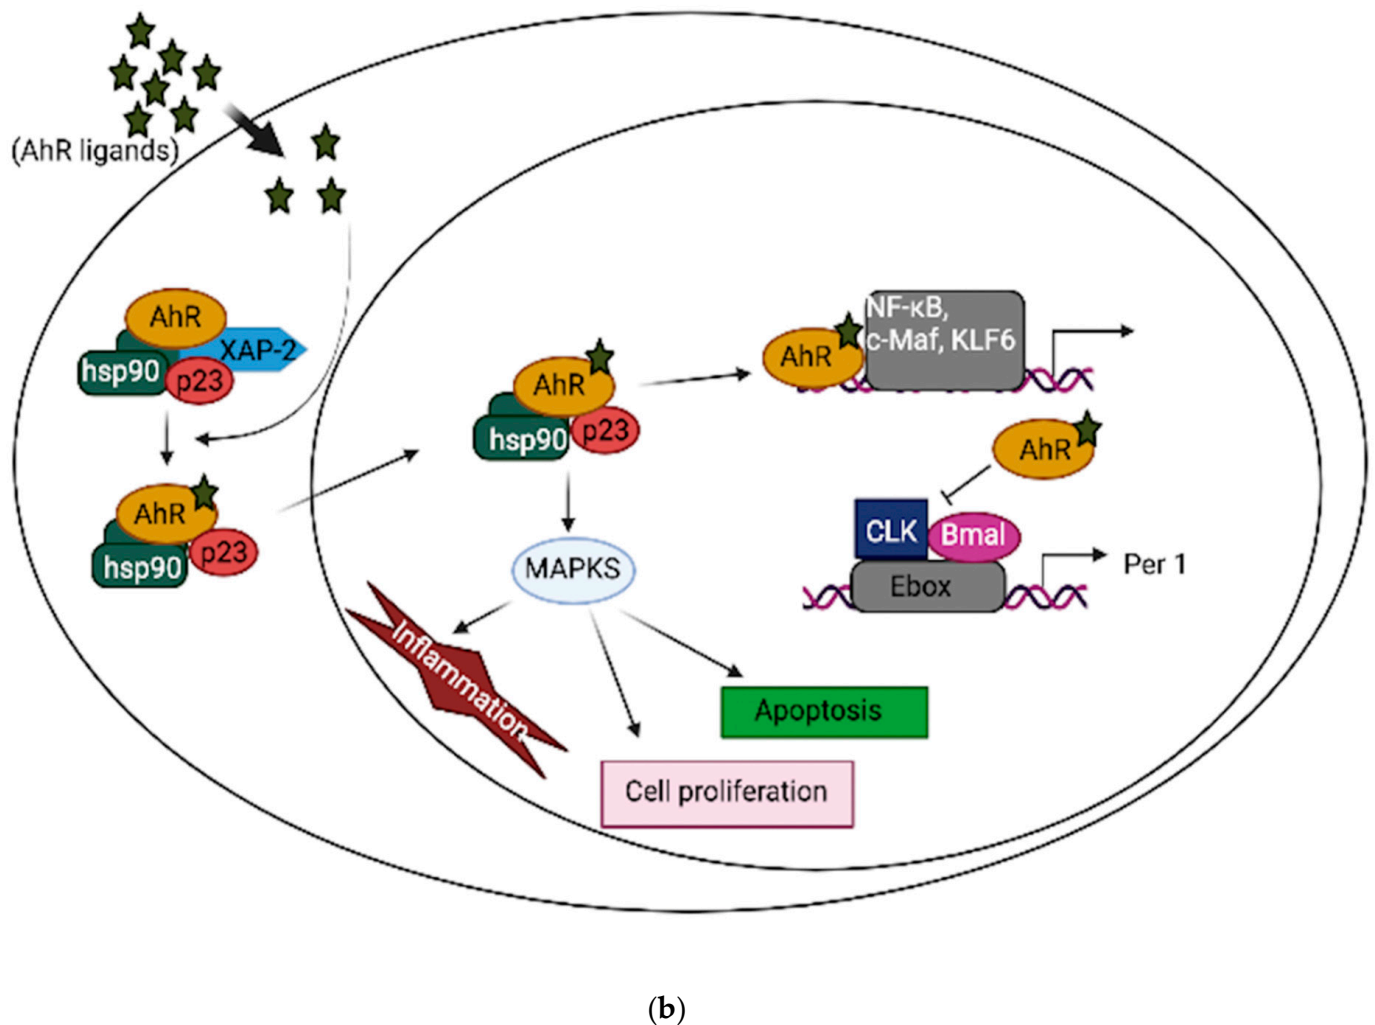 (AhR ligands)
AhR
XAP-2
hsp90
p23
AhR
p23
hsp90
AhR
p23
hsp90
MAPKS
Inflammation
Apoptosis
Cell proliferation
NF-κB,
c-Maf, KLF6
AhR
AhR
CLK
Bmal
Ebox
Per 1
(b)